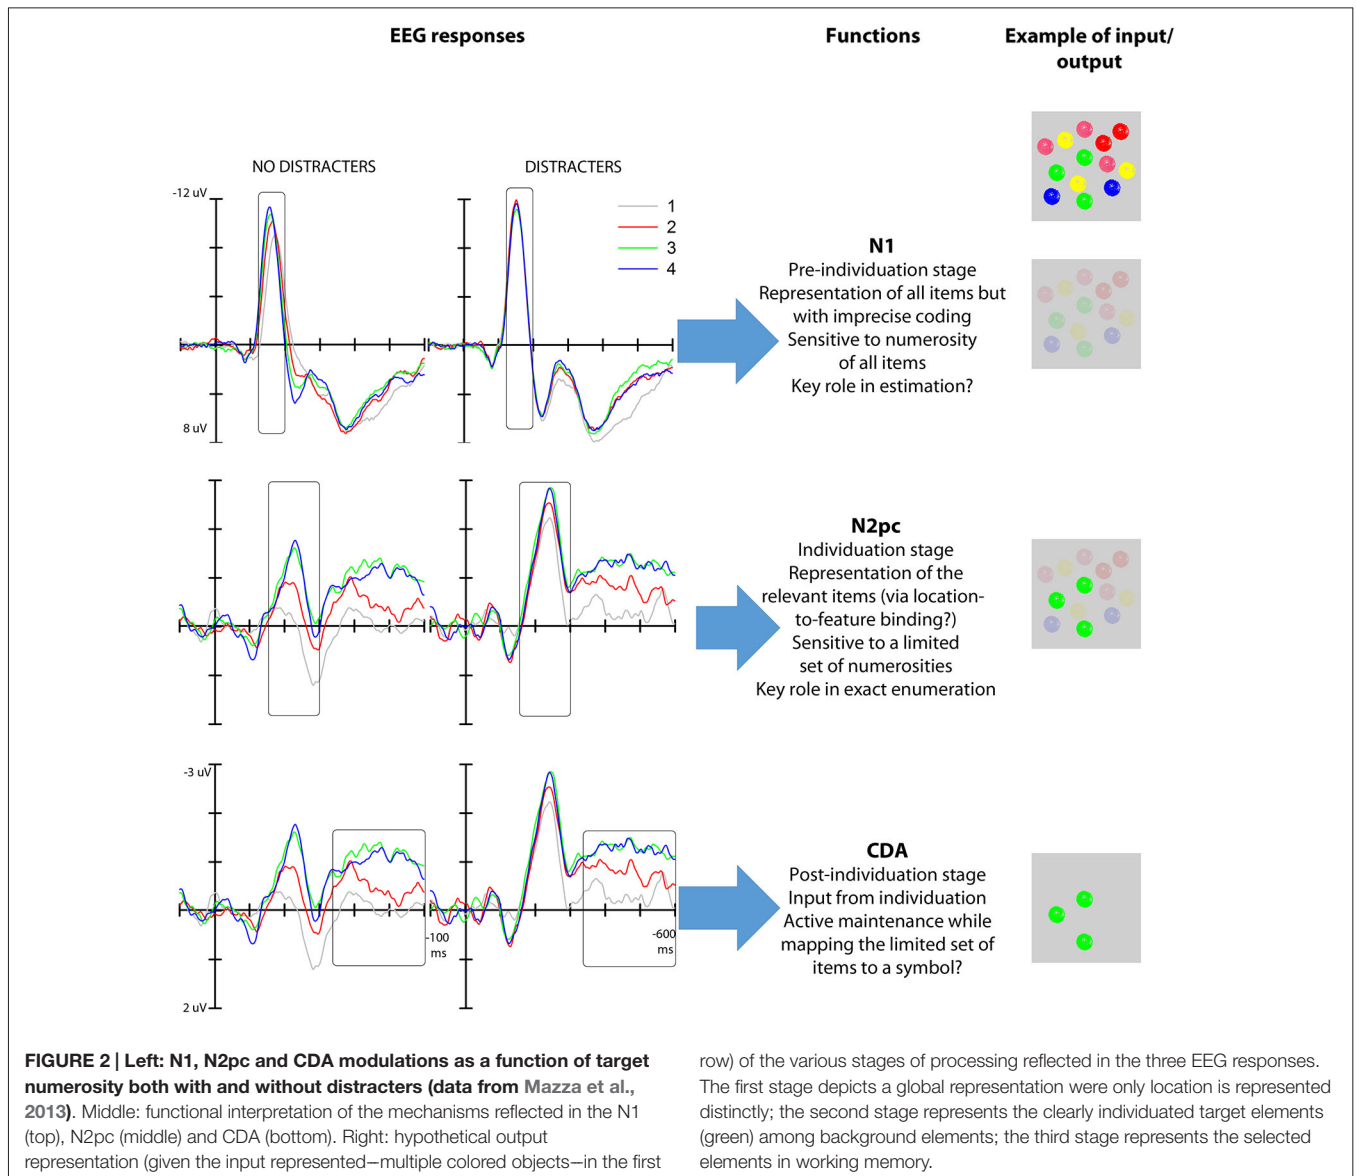 EEG responses
Functions
Example of input/
output
NO DISTRACTERS
DISTRACTERS
-12 uV
8 uV
1
2
3
4
N1
Pre-individuation stage
Representation of all items but
with imprecise coding
Sensitive to numerosity
of all items
Key role in estimation?
N2pc
Individuation stage
Representation of the
relevant items (via location-
to-feature binding?)
Sensitive to a limited
set of numerosities
Key role in exact enumeration
-3 uV
2 uV
-100
ms
-600
ms
CDA
Post-individuation stage
Input from individuation
Active maintenance while
mapping the limited set of
items to a symbol?
FIGURE 2 | Left: N1, N2pc and CDA modulations as a function of target
numerosity both with and without distracters (data from Mazza et al.,
2013). Middle: functional interpretation of the mechanisms reflected in the N1
(top), N2pc (middle) and CDA (bottom). Right: hypothetical output
representation (given the input represented—multiple colored objects—in the first
row) of the various stages of processing reflected in the three EEG responses.
The first stage depicts a global representation were only location is represented
distinctly; the second stage represents the clearly individuated target elements
(green) among background elements; the third stage represents the selected
elements in working memory.